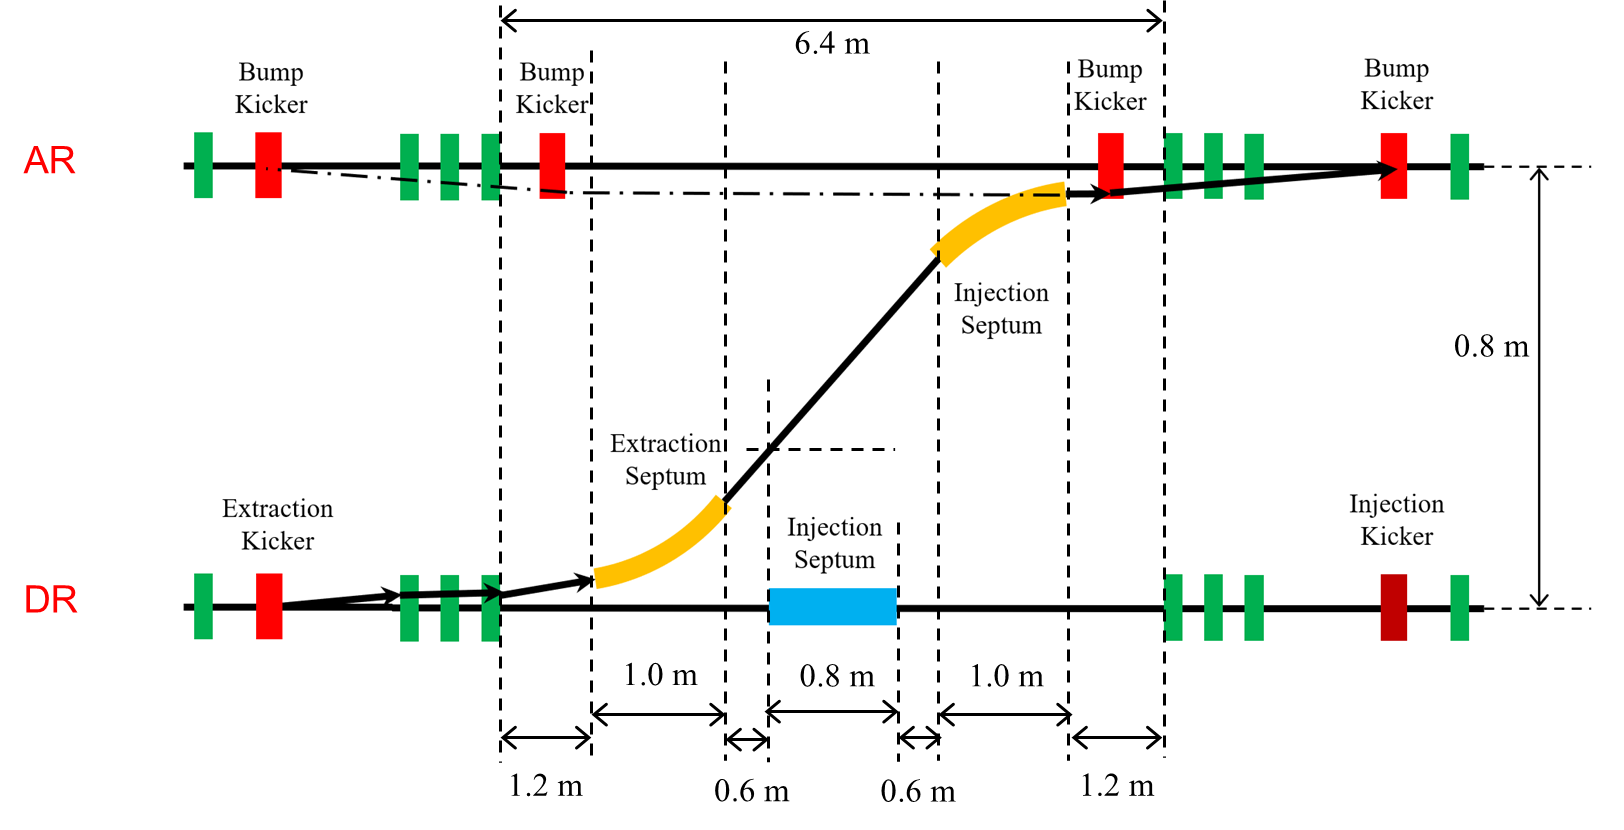 6.4 m
Bump
Kicker
Bump
Kicker
Bump
Kicker
Bump
Kicker
AR
Injection
Septum
0.8 m
Extraction
Septum
Extraction
Kicker
Injection
Septum
Injection
Kicker
DR
1.0 m
0.8 m
1.0 m
1.2 m
0.6 m
0.6 m
1.2 m